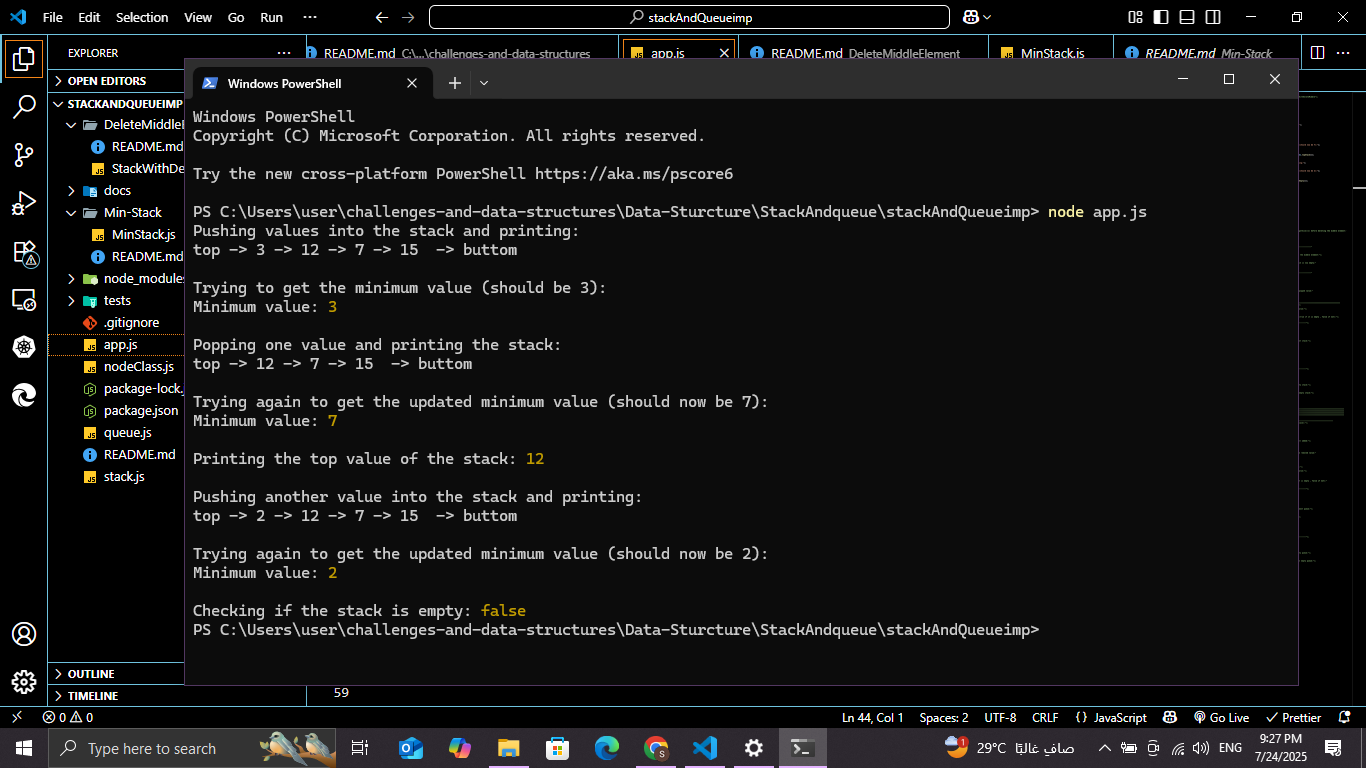 File Edit Selection View Go Run ···
stackAndQueueimp
EXPLORER
README.md C:\...\challenges-and-data-structures
app.js
README.md DeleteMiddleElement
MinStack.js
README.md Min-Stack
OPEN EDITORS
STACKANDQUEUEIMP
DeleteMiddleE
README.md
StackWithDe
docs
Min-Stack
MinStack.js
README.md
node_modules
tests
.gitignore
app.js
nodeClass.js
package-lock.
package.json
queue.js
README.md
stack.js
OUTLINE
TIMELINE
Windows PowerShell
Windows PowerShell
Copyright (C) Microsoft Corporation. All rights reserved.
Try the new cross-platform PowerShell https://aka.ms/pscore6
PS C:\Users\user\challenges-and-data-structures\Data-Sturcture\StackAndqueue\stackAndQueueimp> node app.js
Pushing values into the stack and printing:
top -> 3 -> 12 -> 7 -> 15  -> buttom
Trying to get the minimum value (should be 3):
Minimum value: 3
Popping one value and printing the stack:
top -> 12 -> 7 -> 15  -> buttom
Trying again to get the updated minimum value (should now be 7):
Minimum value: 7
Printing the top value of the stack: 12
Pushing another value into the stack and printing:
top -> 2 -> 12 -> 7 -> 15  -> buttom
Trying again to get the updated minimum value (should now be 2):
Minimum value: 2
Checking if the stack is empty: false
PS C:\Users\user\challenges-and-data-structures\Data-Sturcture\StackAndqueue\stackAndQueueimp>
59
0 0
Ln 44, Col 1 Spaces: 2 UTF-8 CRLF {} JavaScript Go Live Prettier
Type here to search
1
29°C صافٍ غالبًا
ENG
9:27 PM
7/24/2025